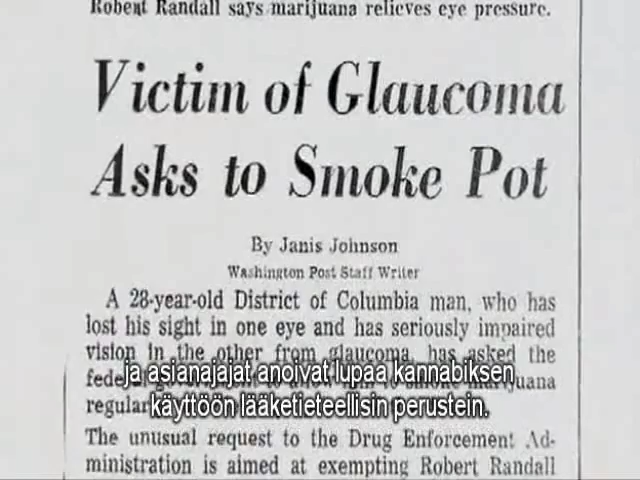 Robert Randall says marijuana relieves eye pressure.
Victim of Glaucoma
Asks to Smoke Pot
By Janis Johnson
Washington Post Staff Writer
A 28-year-old District of Columbia man, who has
lost his sight in one eye and has seriously impaired
vision in the other from glaucoma, has asked the
marijuana
regular
ja asianajajat anoivat lupaa kannabiksen
käyttöön lääketieteellisin perustein.
The unusual request to the Drug Enforcement Ad-
ministration is aimed at exempting Robert Randall